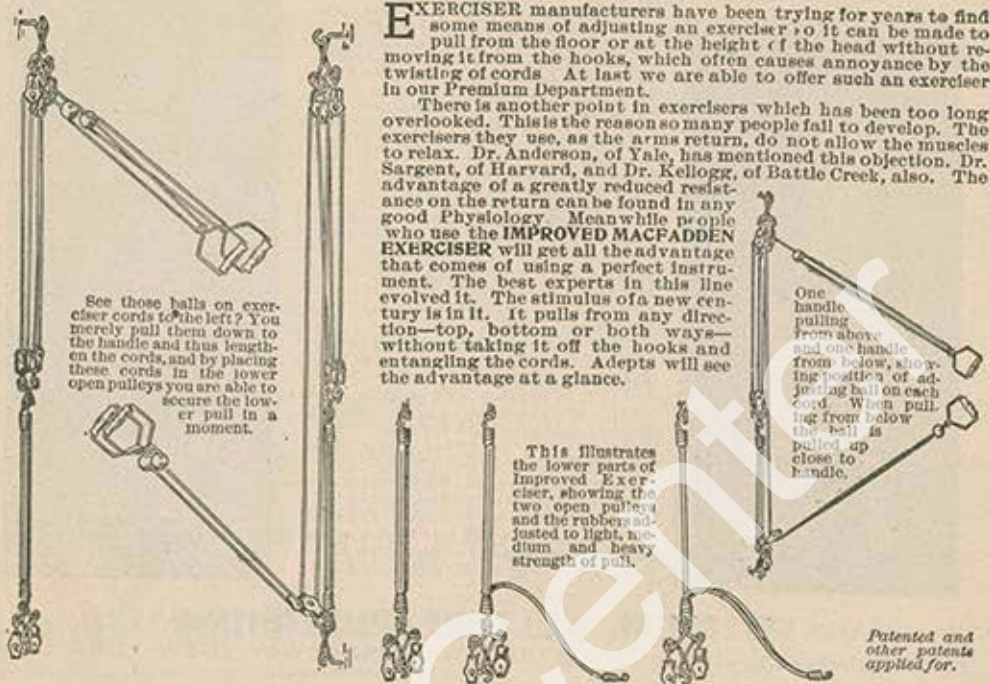 EXERCISER manufacturers have been trying for years to find
some means of adjusting an exerciser so it can be made to
pull from the floor or at the height of the head without re-
moving it from the hooks, which often causes annoyance by the
twisting of cords At last we are able to offer such an exerciser
in our Premium Department.
There is another point in exercisers which has been too long
overlooked. This is the reason so many people fail to develop. The
exercisers they use, as the arms return, do not allow the muscles
to relax. Dr. Anderson, of Yale, has mentioned this objection. Dr.
Sargent, of Harvard, and Dr. Kellogg, of Battle Creek, also. The
advantage of a greatly reduced resist-
ance on the return can be found in any
good Physiology. Meanwhile people
who use the IMPROVED MACFADDEN
EXERCISER will get all the advantage
that comes of using a perfect instru-
ment. The best experts in this line
evolved it. The stimulus of a new cen-
tury is in it. It pulls from any direc-
tion—top, bottom or both ways—
without taking it off the hooks and
entangling the cords. Adepts will see
the advantage at a glance.
See those balls on exer-
ciser cords to the left? You
merely pull them down to
the handle and thus length-
en the cords, and by placing
these cords in the lower
open pulleys you are able to
secure the low-
er pull in a
moment.
One
handle
pulling
from above
and one handle
from below, show-
ing position of ad-
justing ball on each
cord. When pull-
ing from below
the ball is
pulled up
close to
handle.
This illustrates
the lower parts of
Improved Exer-
ciser, showing the
two open pulleys
and the rubbers ad-
justed to light, me-
dium and heavy
strength of pull.
Patented and
other patents
applied for.
Center